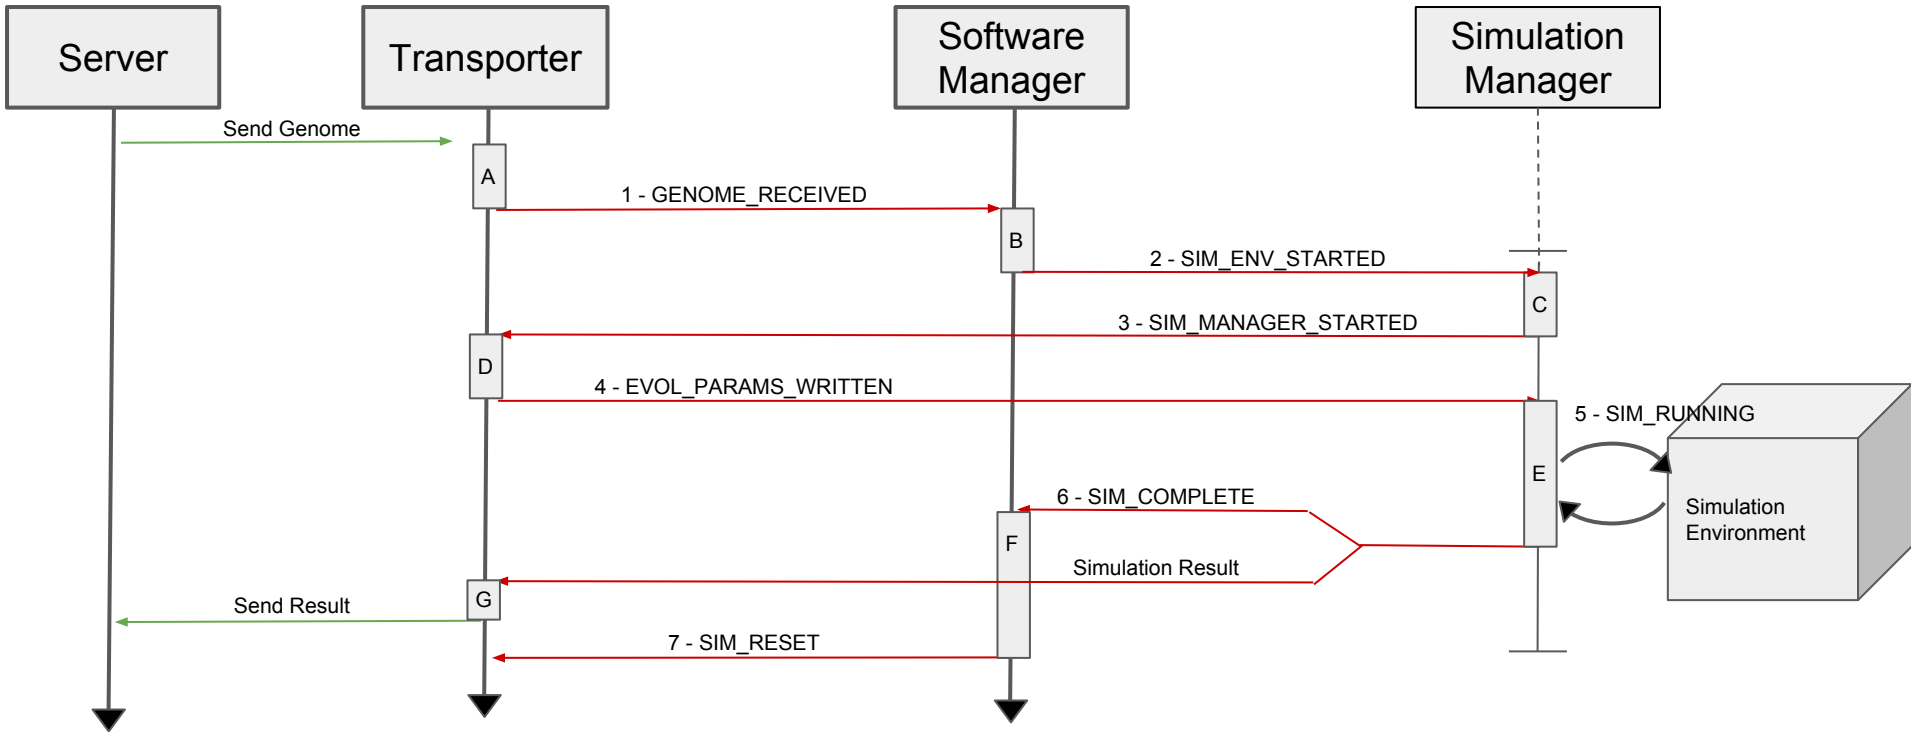 Server
Transporter
Software
Manager
Simulation
Manager
Send Genome
A
1 - GENOME_RECEIVED
B
2 - SIM_ENV_STARTED
C
3 - SIM_MANAGER_STARTED
D
4 - EVOL_PARAMS_WRITTEN
5 - SIM_RUNNING
E
6 - SIM_COMPLETE
Simulation
Environment
F
Simulation Result
G
Send Result
7 - SIM_RESET